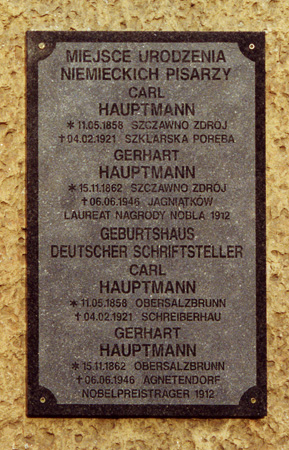 MIEJSCE URODZENIA
NIEMIECKICH PISARZY
CARL
HAUPTMANN
* 11.05.1858 SZCZAWNO ZDRÓJ
† 04.02.1921 SZKLARSKA PORĘBA
GERHART
HAUPTMANN
* 15.11.1862 SZCZAWNO ZDRÓJ
† 06.06.1946 JAGNIĄTKÓW
LAUREAT NAGRODY NOBLA 1912
GEBURTSHAUS
DEUTSCHER SCHRIFTSTELLER
CARL
HAUPTMANN
* 11.05.1858 OBERSALZBRUNN
† 04.02.1921 SCHREIBERHAU
GERHART
HAUPTMANN
* 15.11.1862 OBERSALZBRUNN
† 06.06.1946 AGNETENDORF
NOBELPREISTRÄGER 1912